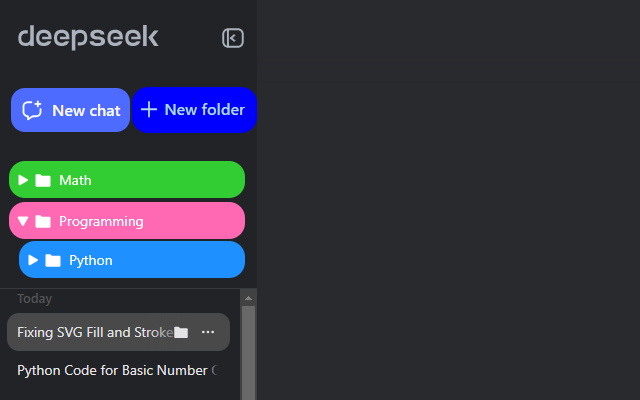 deepseek
New chat
New folder
Math
Programming
Python
Today
Fixing SVG Fill and Stroke
Python Code for Basic Number